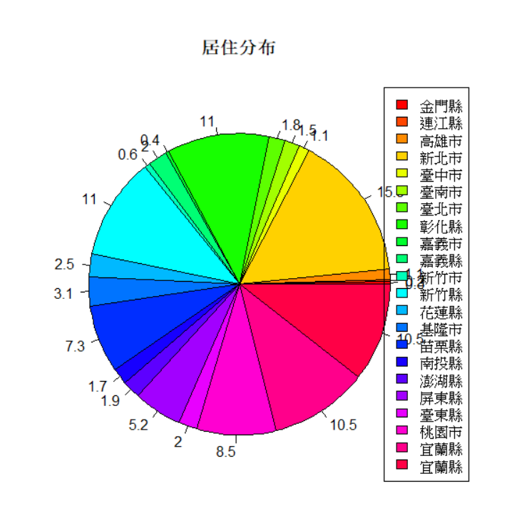 居住分布
金門縣
連江縣
高雄市
新北市
臺中市
臺南市
臺北市
彰化縣
嘉義市
嘉義縣
新竹市
新竹縣
花蓮縣
基隆市
苗栗縣
南投縣
澎湖縣
屏東縣
臺東縣
桃園市
宜蘭縣
宜蘭縣
1.1
1.5
1.8
11
0.4
2
0.6
11
2.5
3.1
7.3
1.7
1.9
5.2
2
8.5
10.5
10.5